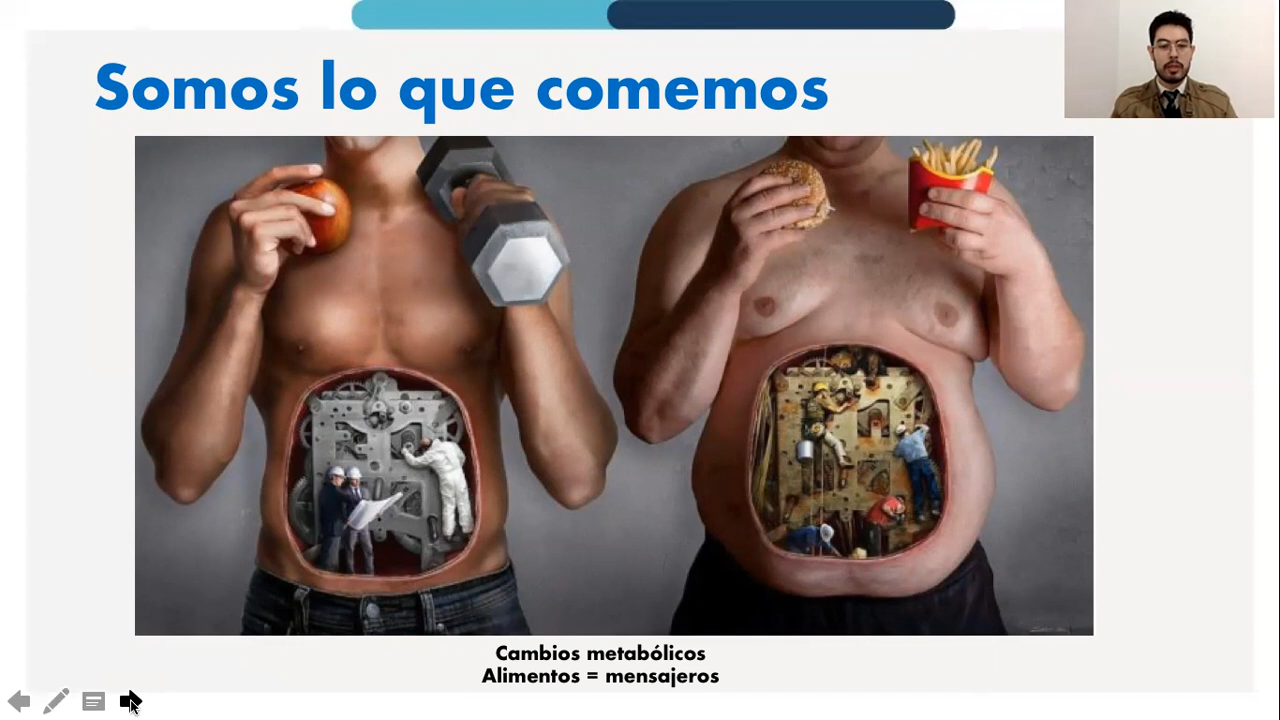 Somos lo que comemos
Cambios metabólicos
Alimentos = mensajeros